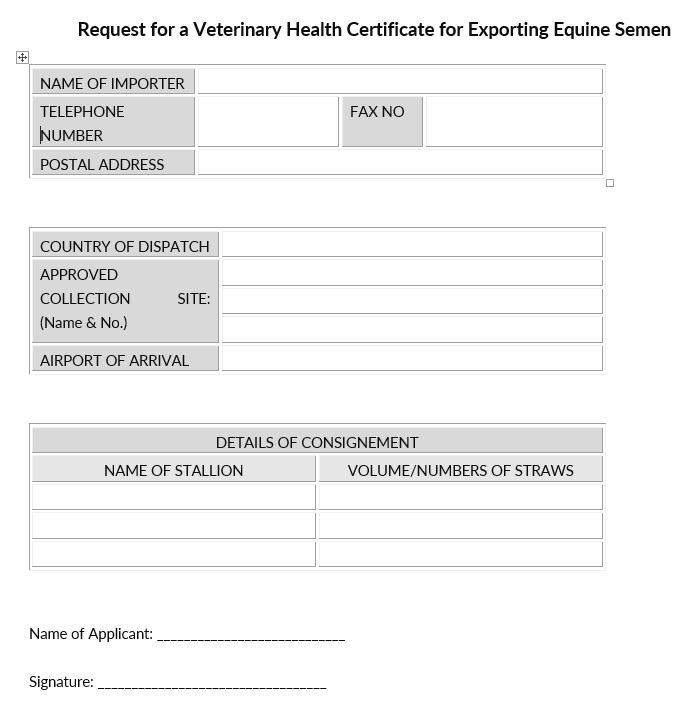 Request for a Veterinary Health Certificate for Exporting Equine Semen
NAME OF IMPORTER
TELEPHONE
NUMBER
FAX NO
POSTAL ADDRESS
COUNTRY OF DISPATCH
APPROVED
COLLECTION SITE:
(Name & No.)
AIRPORT OF ARRIVAL
DETAILS OF CONSIGNEMENT
NAME OF STALLION
VOLUME/NUMBERS OF STRAWS
Name of Applicant: ___________________________
Signature: _________________________________